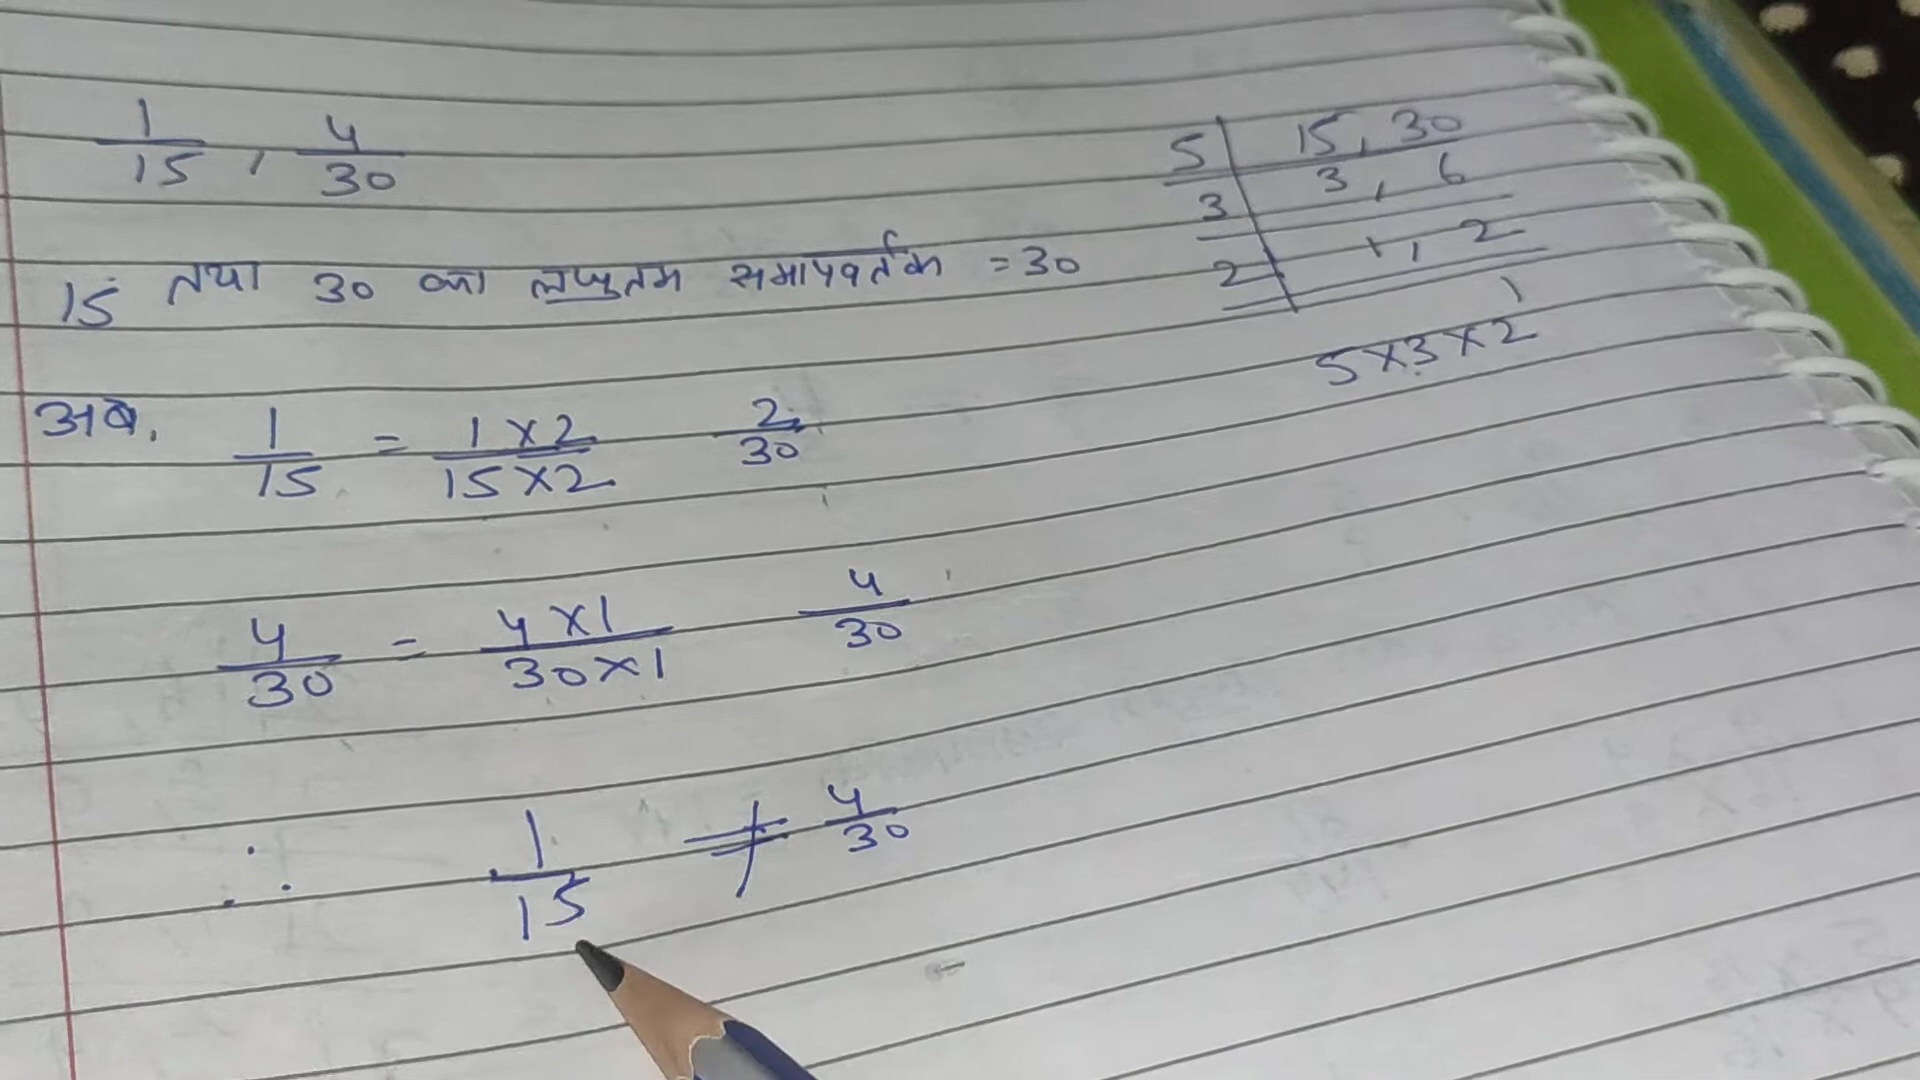 1/15 , 4/30
15 तथा 30 का लघुतम समापवर्तक = 30
5 | 15, 30
3 | 3, 6
2 | 1, 2
1
5×3×2
अब, 1/15 = 1×2/15×2 2/30
4/30 = 4×1/30×1 4/30
∴ 1/15 ≠ 4/30